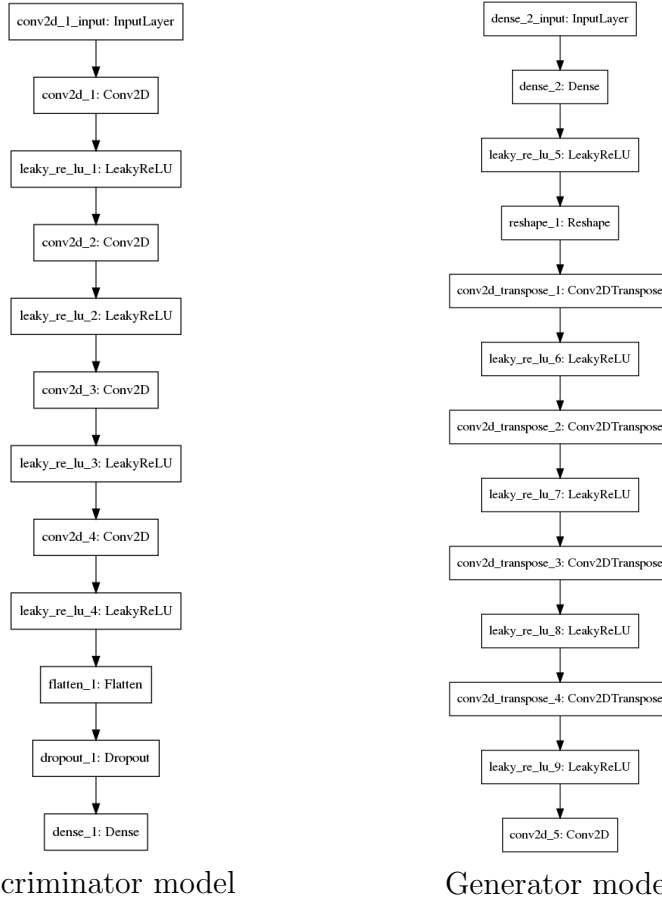 conv2d_1_input: InputLayer
conv2d_1: Conv2D
leaky_re_lu_1: LeakyReLU
conv2d_2: Conv2D
leaky_re_lu_2: LeakyReLU
conv2d_3: Conv2D
leaky_re_lu_3: LeakyReLU
conv2d_4: Conv2D
leaky_re_lu_4: LeakyReLU
flatten_1: Flatten
dropout_1: Dropout
dense_1: Dense
criminator model
dense_2_input: InputLayer
dense_2: Dense
leaky_re_lu_5: LeakyReLU
reshape_1: Reshape
conv2d_transpose_1: Conv2DTranspose
leaky_re_lu_6: LeakyReLU
conv2d_transpose_2: Conv2DTranspose
leaky_re_lu_7: LeakyReLU
conv2d_transpose_3: Conv2DTranspose
leaky_re_lu_8: LeakyReLU
conv2d_transpose_4: Conv2DTranspose
leaky_re_lu_9: LeakyReLU
conv2d_5: Conv2D
Generator mode